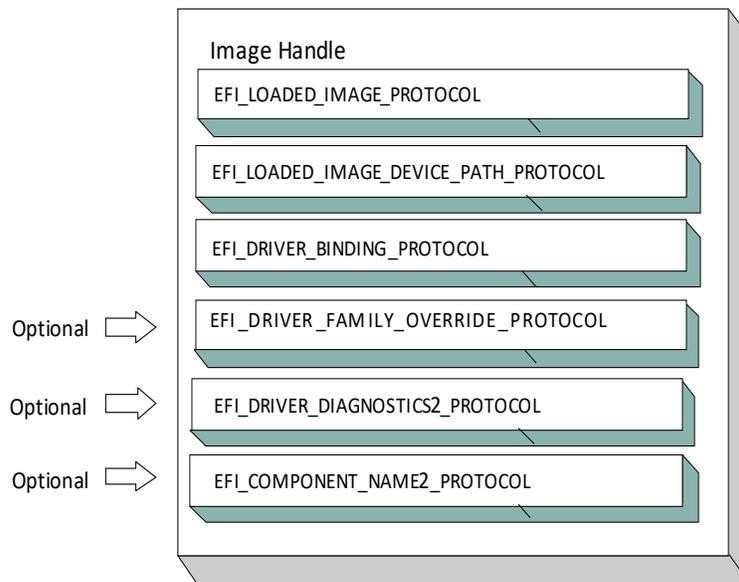 Image Handle
EFI_LOADED_IMAGE_PROTOCOL
EFI_LOADED_IMAGE_DEVICE_PATH_PROTOCOL
EFI_DRIVER_BINDING_PROTOCOL
Optional
EFI_DRIVER_FAMILY_OVERRIDE_PROTOCOL
Optional
EFI_DRIVER_DIAGNOSTICS2_PROTOCOL
Optional
EFI_COMPONENT_NAME2_PROTOCOL